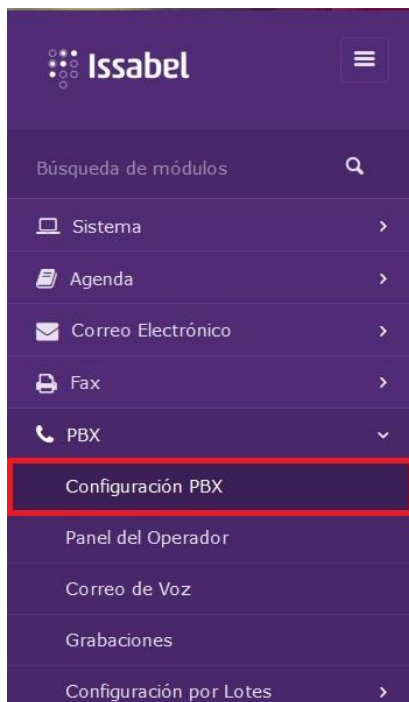 Issabel
Búsqueda de módulos
Sistema
Agenda
Correo Electrónico
Fax
PBX
Configuración PBX
Panel del Operador
Correo de Voz
Grabaciones
Configuración por Lotes